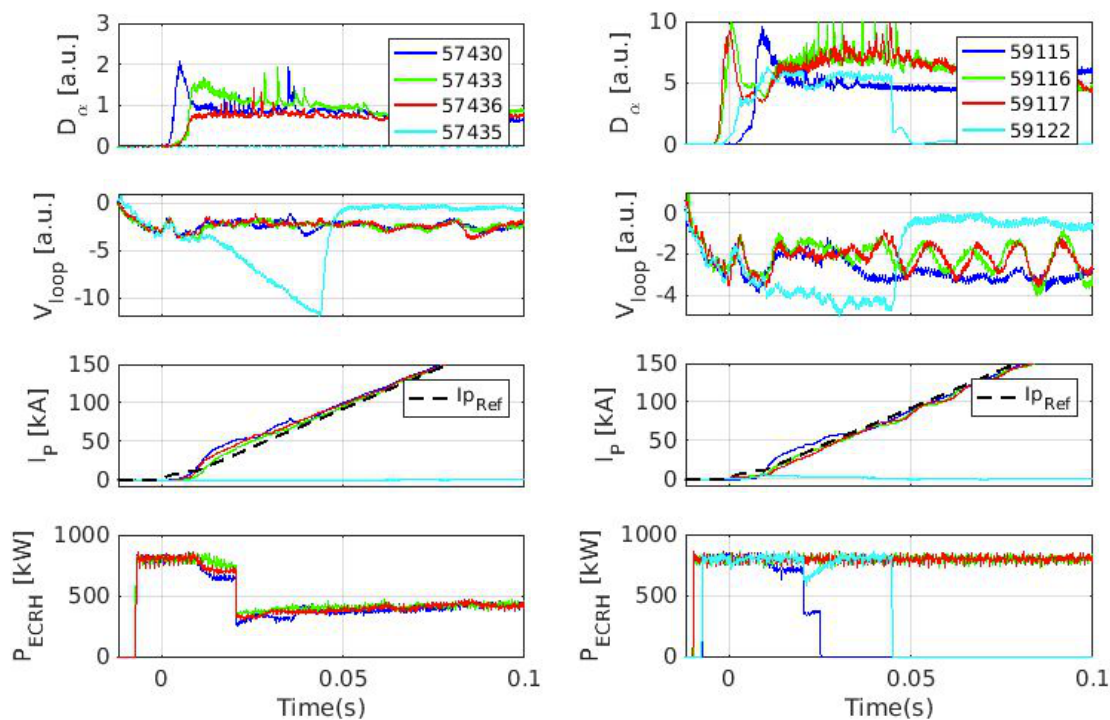 3
2
1
0
D_α [a.u.]
57430
57433
57436
57435
0
-5
-10
V_loop [a.u.]
150
100
50
0
I_P [kA]
Ip_Ref
1000
500
0
P_ECRH [kW]
0 0.05 0.1
Time(s)
10
5
0
D_α [a.u.]
59115
59116
59117
59122
0
-2
-4
V_loop [a.u.]
150
100
50
0
I_P [kA]
Ip_Ref
1000
500
0
P_ECRH [kW]
0 0.05 0.1
Time(s)